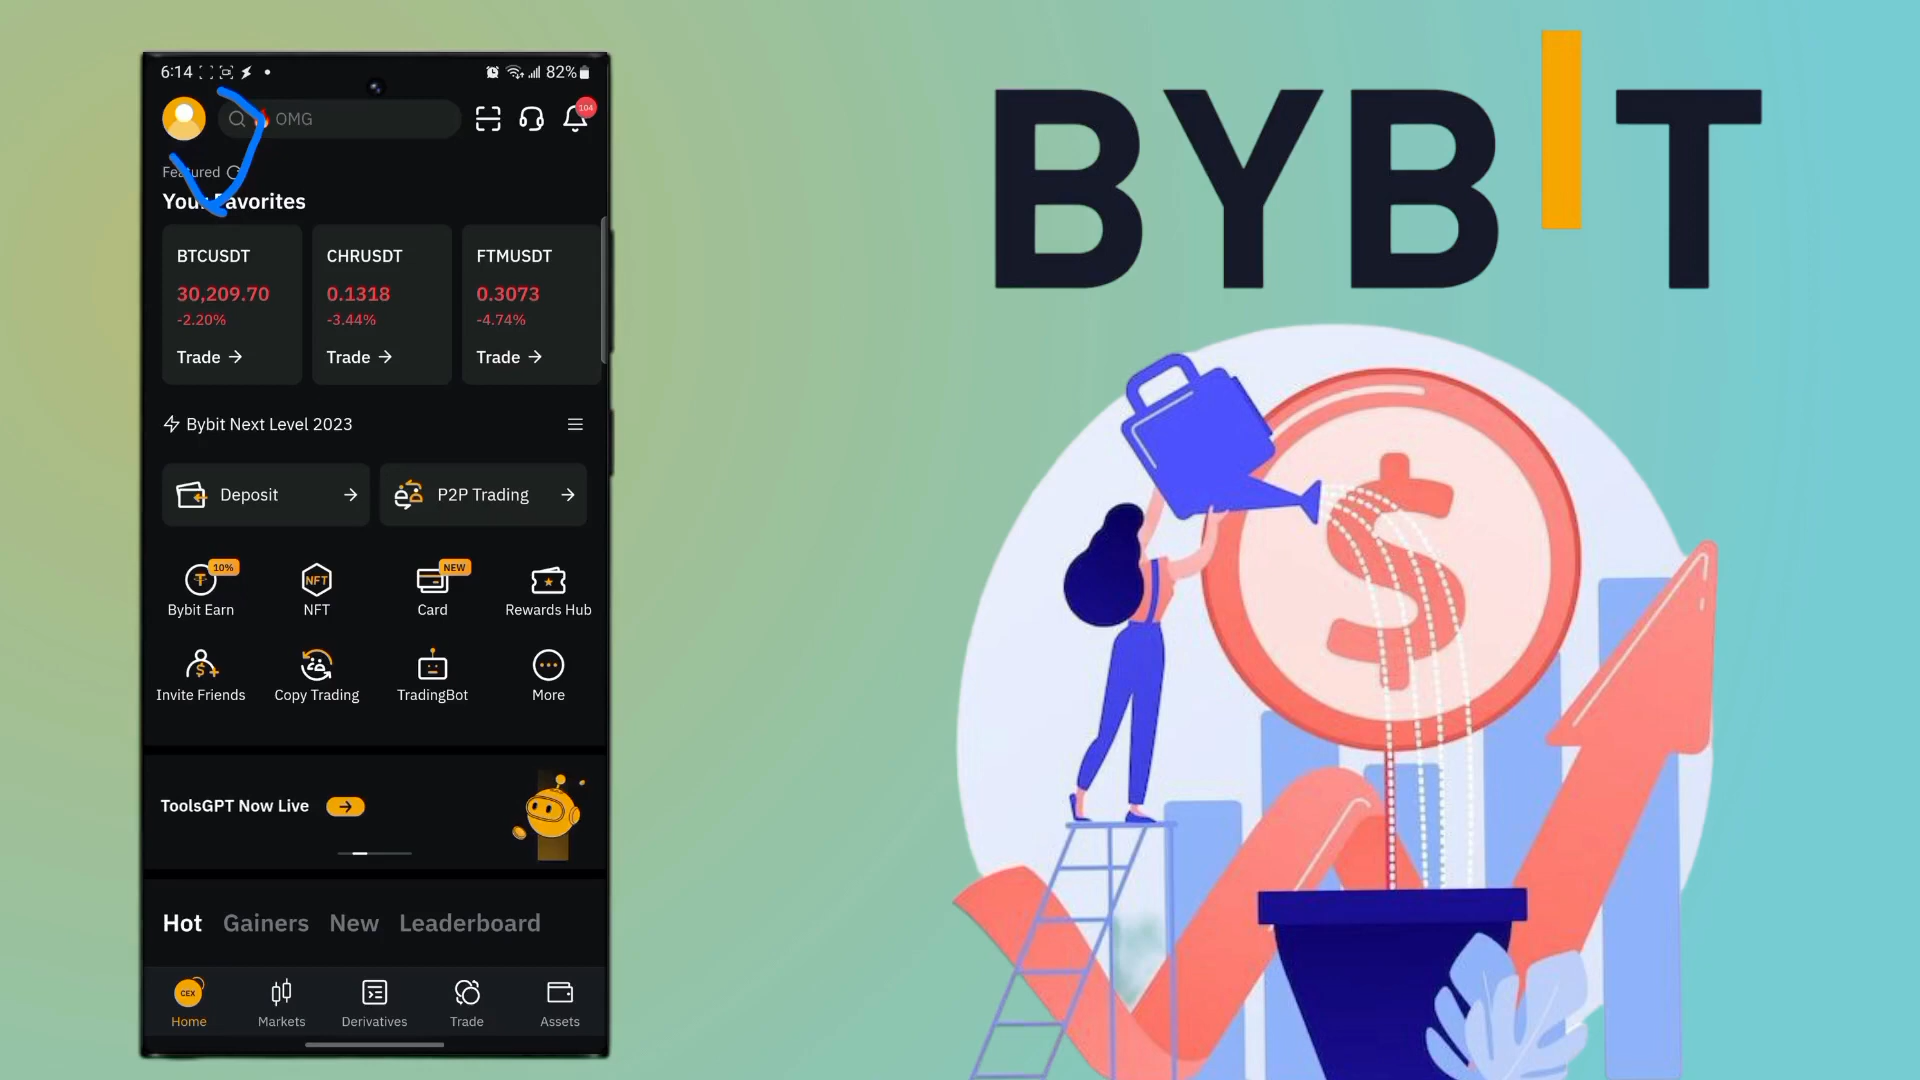 6:14 82%
OMG 104
Featured
Your Favorites
BTCUSDT CHRUSDT FTMUSDT
30,209.70 0.1318 0.3073
-2.20% -3.44% -4.74%
Trade Trade Trade
Bybit Next Level 2023
Deposit P2P Trading
10% NFT NEW
Bybit Earn NFT Card Rewards Hub
Invite Friends Copy Trading TradingBot More
ToolsGPT Now Live
Hot Gainers New Leaderboard
CEX
Home Markets Derivatives Trade Assets
BYBIT
$